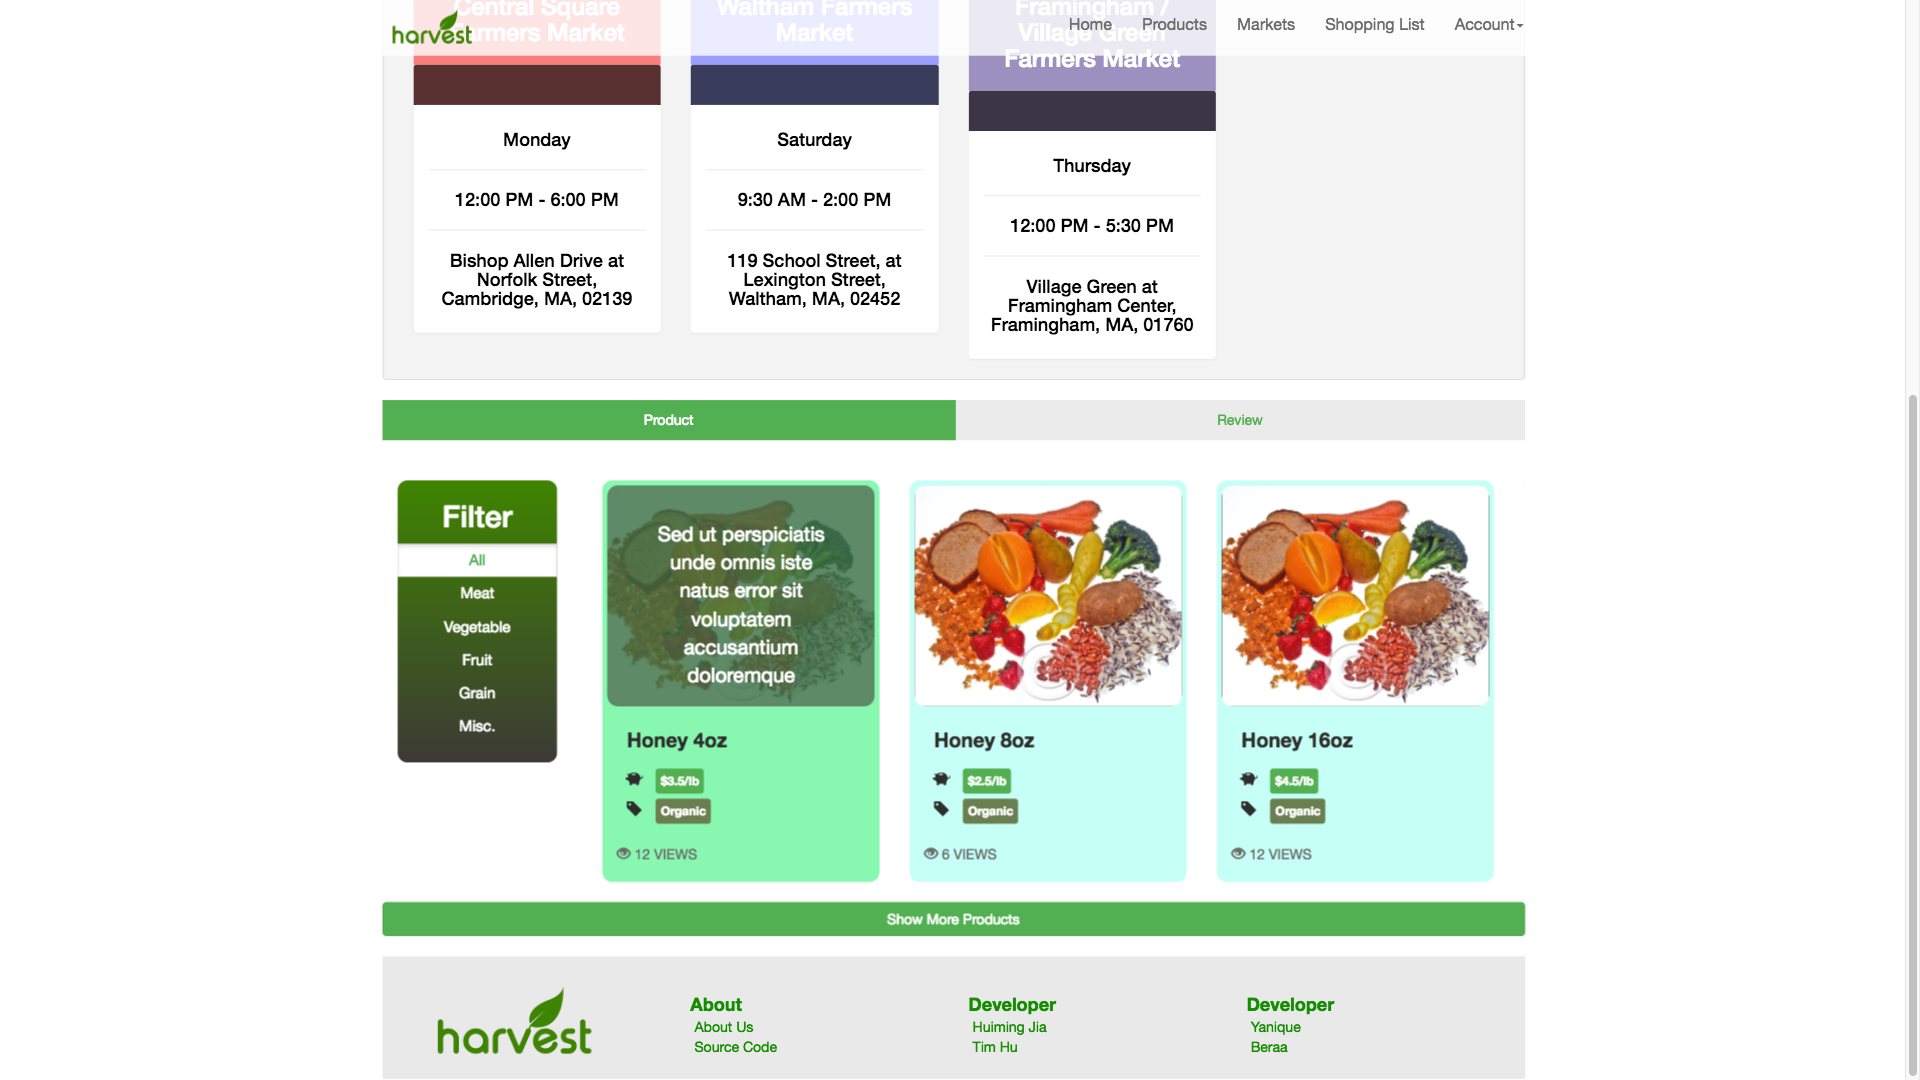 harvest
Home Products Markets Shopping List Account
Central Square
Farmers Market
Monday
12:00 PM - 6:00 PM
Bishop Allen Drive at
Norfolk Street,
Cambridge, MA, 02139
Waltham Farmers
Market
Saturday
9:30 AM - 2:00 PM
119 School Street, at
Lexington Street,
Waltham, MA, 02452
Framingham /
Village Green
Farmers Market
Thursday
12:00 PM - 5:30 PM
Village Green at
Framingham Center,
Framingham, MA, 01760
Product
Review
Filter
All
Meat
Vegetable
Fruit
Grain
Misc.
Sed ut perspiciatis
unde omnis iste
natus error sit
voluptatem
accusantium
doloremque
Honey 4oz
$3.5/lb
Organic
12 VIEWS
Honey 8oz
$2.5/lb
Organic
6 VIEWS
Honey 16oz
$4.5/lb
Organic
12 VIEWS
Show More Products
harvest
About
About Us
Source Code
Developer
Huiming Jia
Tim Hu
Developer
Yanique
Beraa